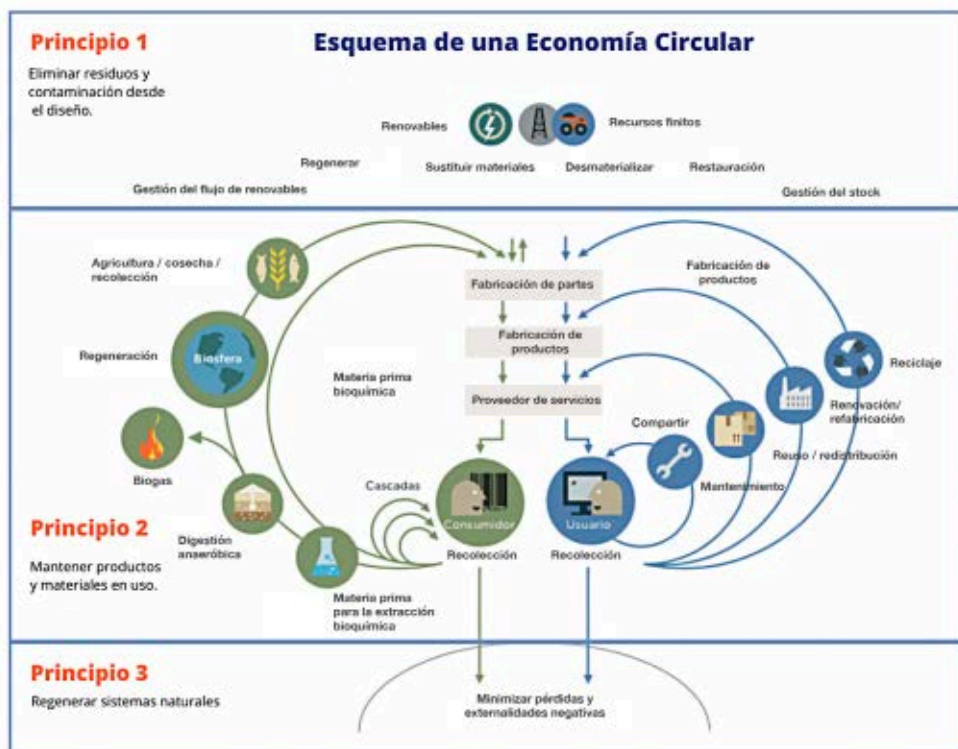 Principio 1
Esquema de una Economía Circular
Eliminar residuos y
contaminación desde
el diseño.
Renovables
Recursos finitos
Regenerar
Sustituir materiales
Desmaterializar
Restauración
Gestión del flujo de renovables
Gestión del stock
Agricultura / cosecha /
recolección
Fabricación de
productos
Fabricación de partes
Biosfera
Regeneración
Fabricación de
productos
Reciclaje
Materia prima
bioquímica
Proveedor de servicios
Renovación/
refabricación
Compartir
Reuso / redistribución
Biogas
Cascadas
Mantenimiento
Consumidor
Usuario
Principio 2
Digestión
anaeróbica
Recolección
Recolección
Mantener productos
y materiales en uso.
Materia prima
para la extracción
bioquímica
Principio 3
Regenerar sistemas naturales
Minimizar pérdidas y
externalidades negativas